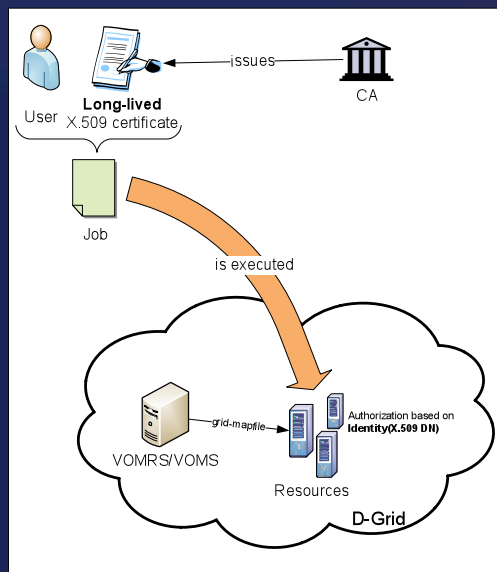 issues
CA
User
Long-lived
X.509 certificate
Job
is executed
grid-mapfile
Authorization based on
Identity(X.509 DN)
VOMRS/VOMS
Resources
D-Grid